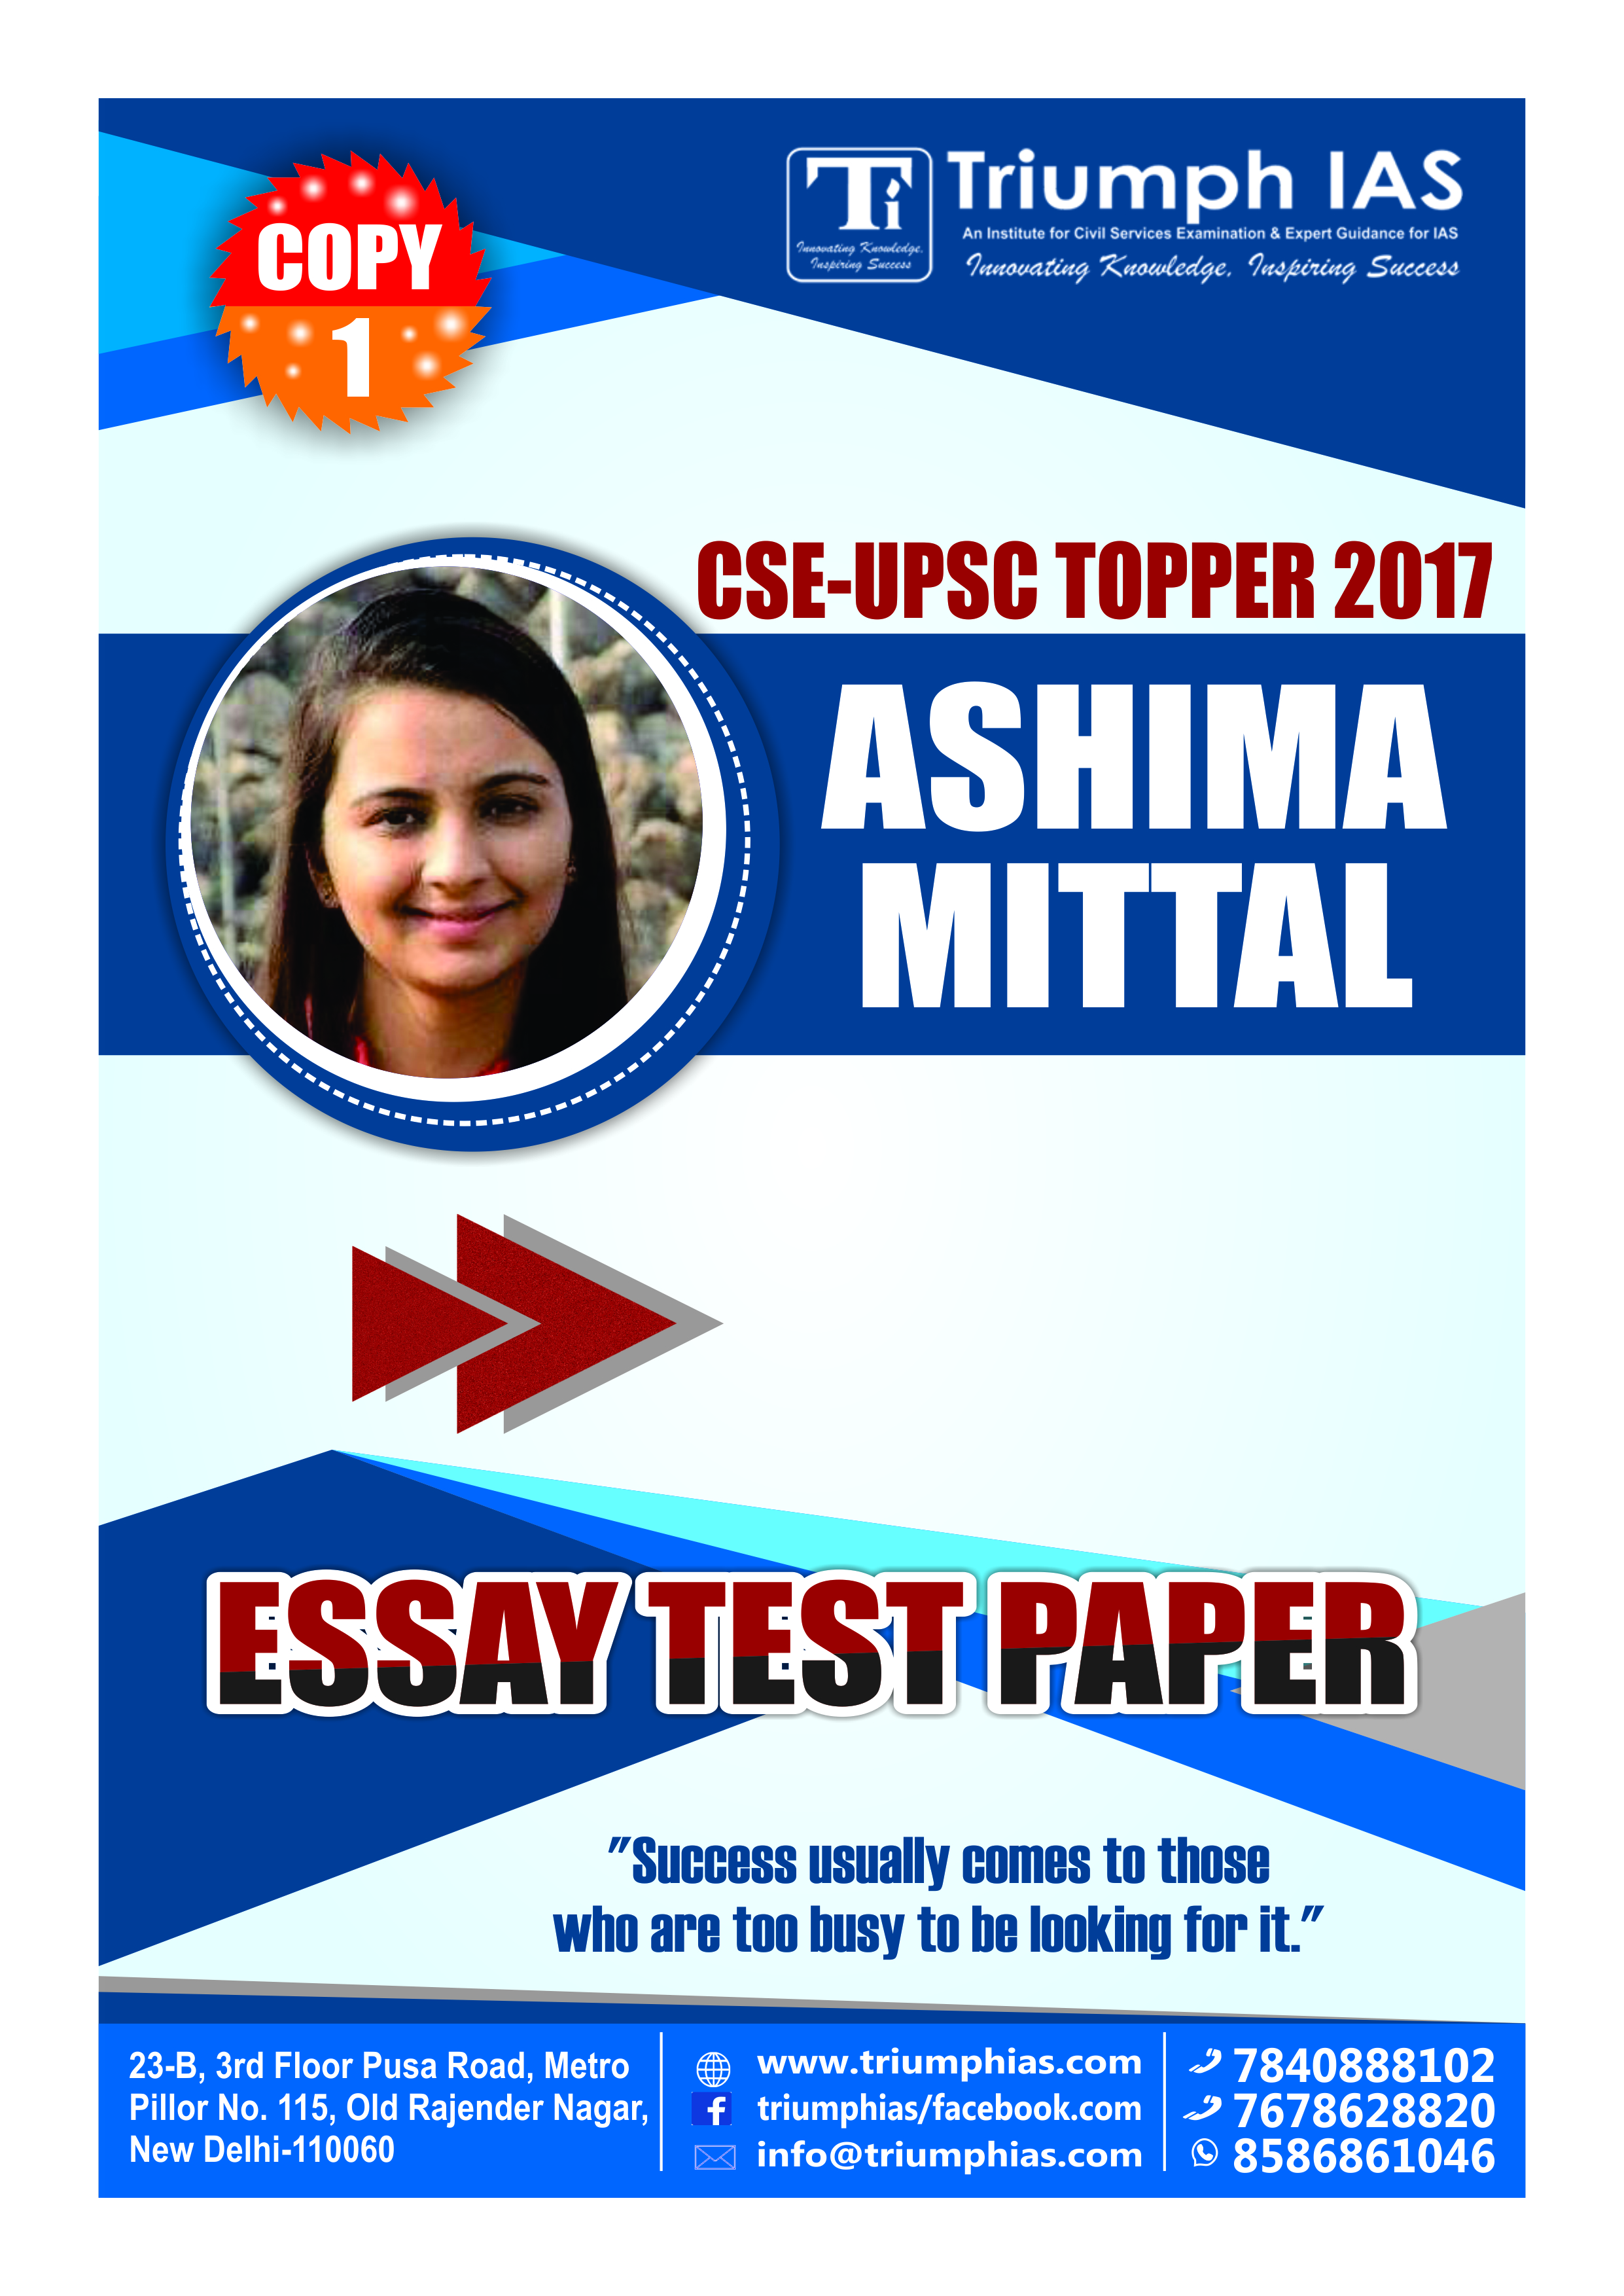 COPY
1
Ti
Innovating Knowledge,
Inspiring Success
Triumph IAS
An Institute for Civil Services Examination & Expert Guidance for IAS
Innovating Knowledge, Inspiring Success
CSE-UPSC TOPPER 2017
ASHIMA
MITTAL
ESSAY TEST PAPER
"Success usually comes to those
who are too busy to be looking for it."
23-B, 3rd Floor Pusa Road, Metro
Pillor No. 115, Old Rajender Nagar,
New Delhi-110060
www.triumphias.com
triumphias/facebook.com
info@triumphias.com
7840888102
7678628820
8586861046